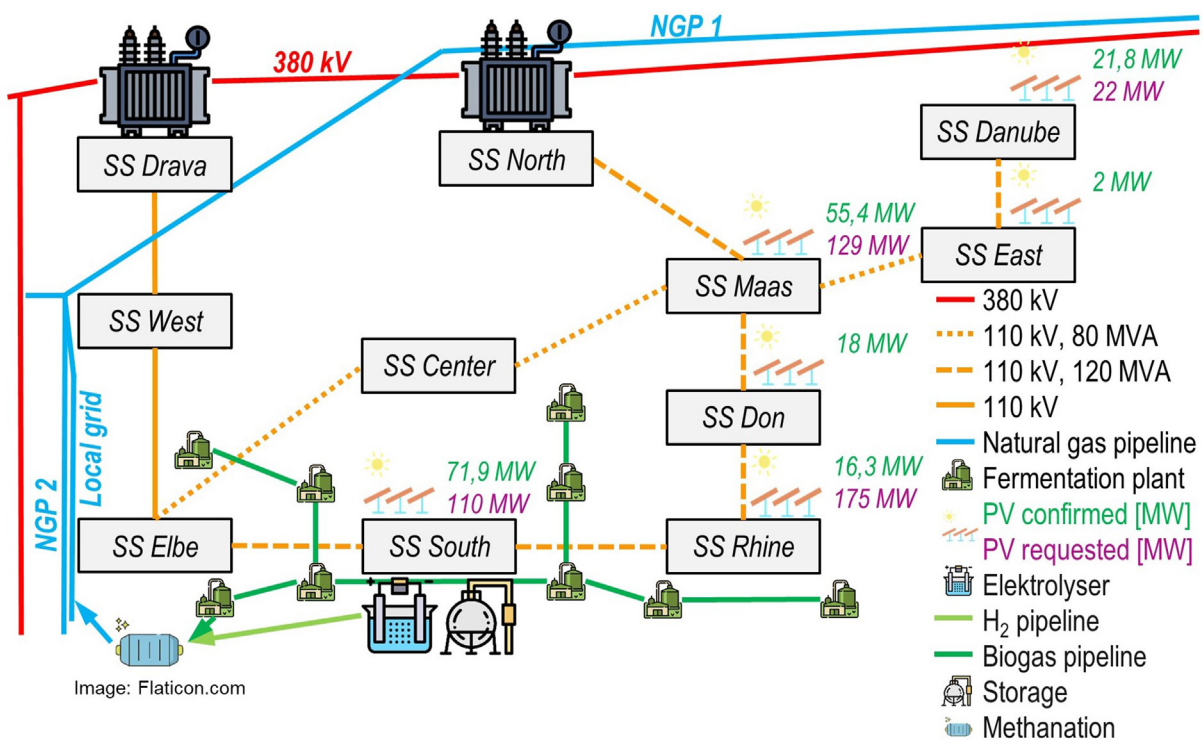 NGP 1
380 kV
21,8 MW
22 MW
SS Drava
SS North
SS Danube
2 MW
55,4 MW
129 MW
SS East
SS Maas
SS West
SS Center
18 MW
SS Don
380 kV
110 kV, 80 MVA
110 kV, 120 MVA
110 kV
Natural gas pipeline
Fermentation plant
PV confirmed [MW]
PV requested [MW]
Elektrolyser
H₂ pipeline
Biogas pipeline
Storage
Methanation
Local grid
NGP 2
71,9 MW
110 MW
16,3 MW
175 MW
SS Elbe
SS South
SS Rhine
Image: Flaticon.com